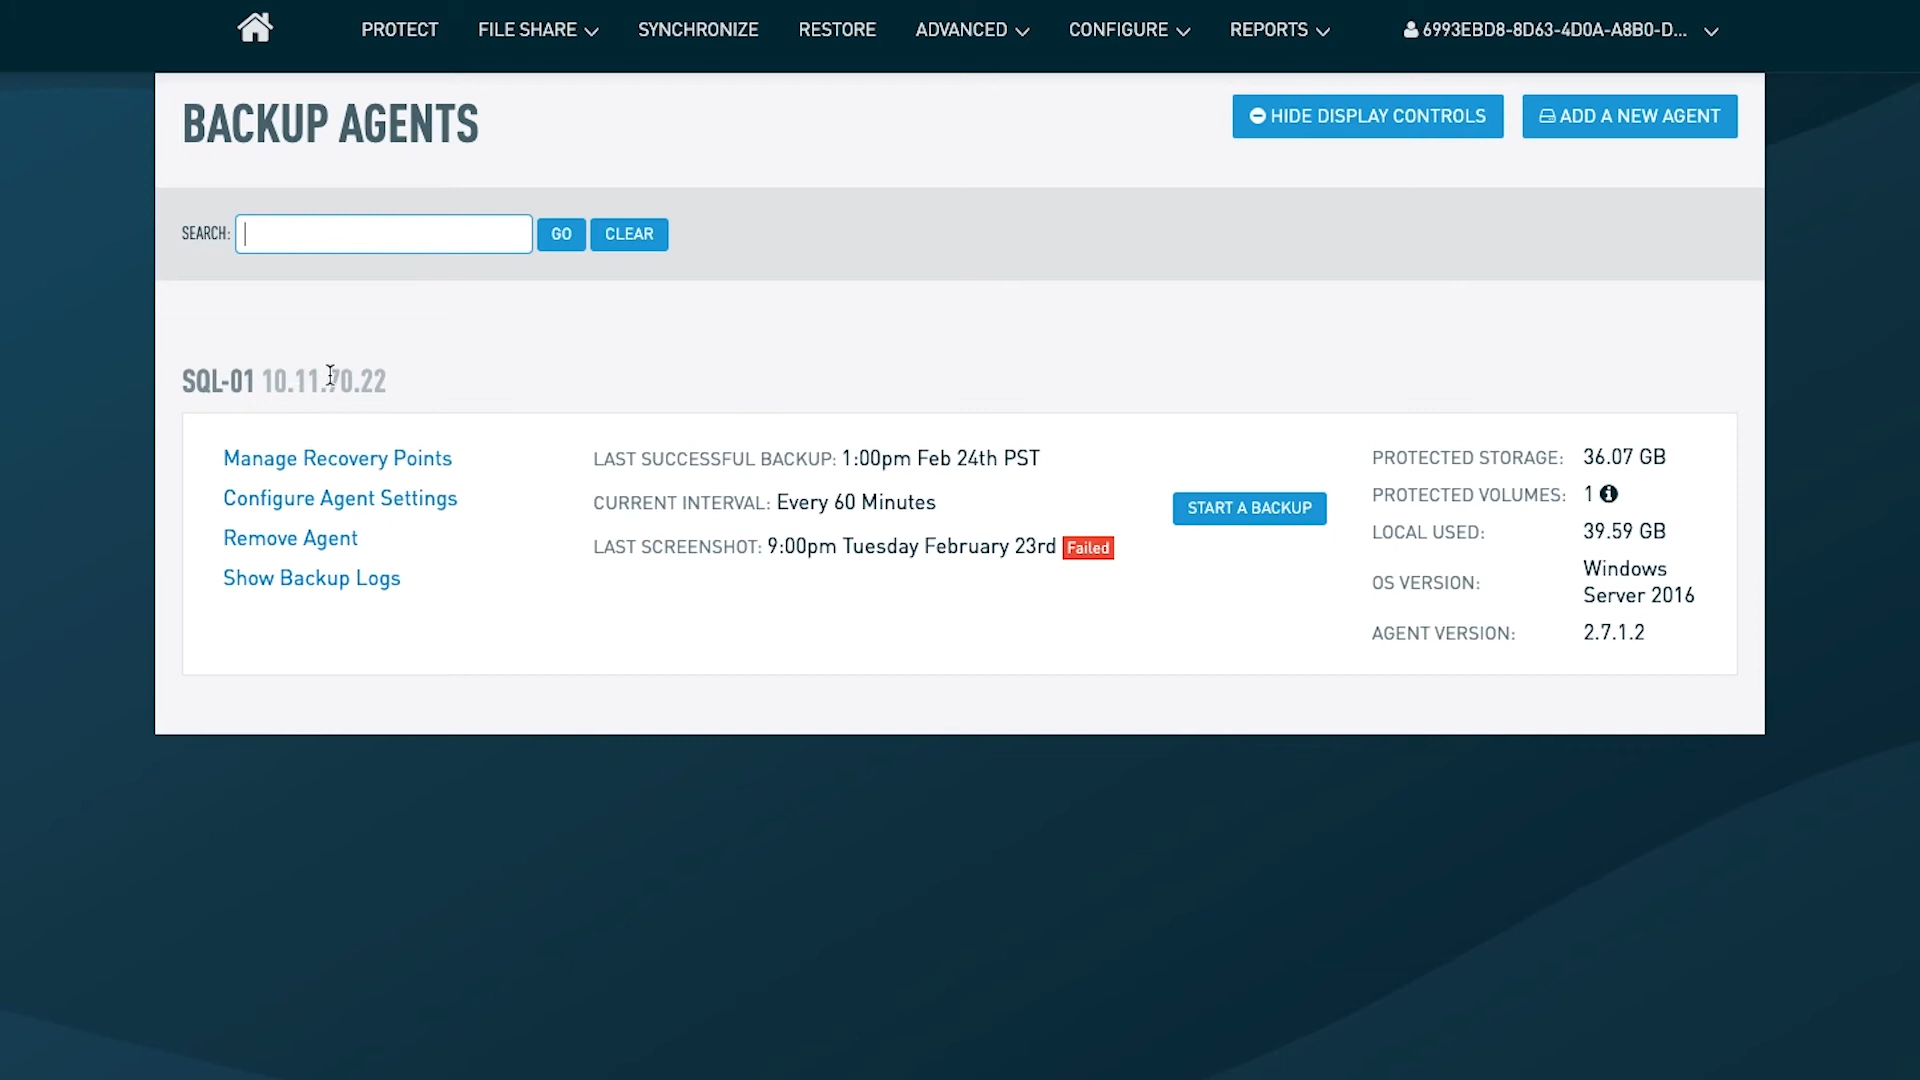 PROTECT FILE SHARE SYNCHRONIZE RESTORE ADVANCED CONFIGURE REPORTS 6993EBD8-8D63-4D0A-A8B0-D...
BACKUP AGENTS
HIDE DISPLAY CONTROLS
ADD A NEW AGENT
SEARCH: GO CLEAR
SQL-01 10.11.70.22
Manage Recovery Points
Configure Agent Settings
Remove Agent
Show Backup Logs
LAST SUCCESSFUL BACKUP: 1:00pm Feb 24th PST
CURRENT INTERVAL: Every 60 Minutes
LAST SCREENSHOT: 9:00pm Tuesday February 23rd Failed
START A BACKUP
PROTECTED STORAGE: 36.07 GB
PROTECTED VOLUMES: 1
LOCAL USED: 39.59 GB
OS VERSION: Windows
Server 2016
AGENT VERSION: 2.7.1.2